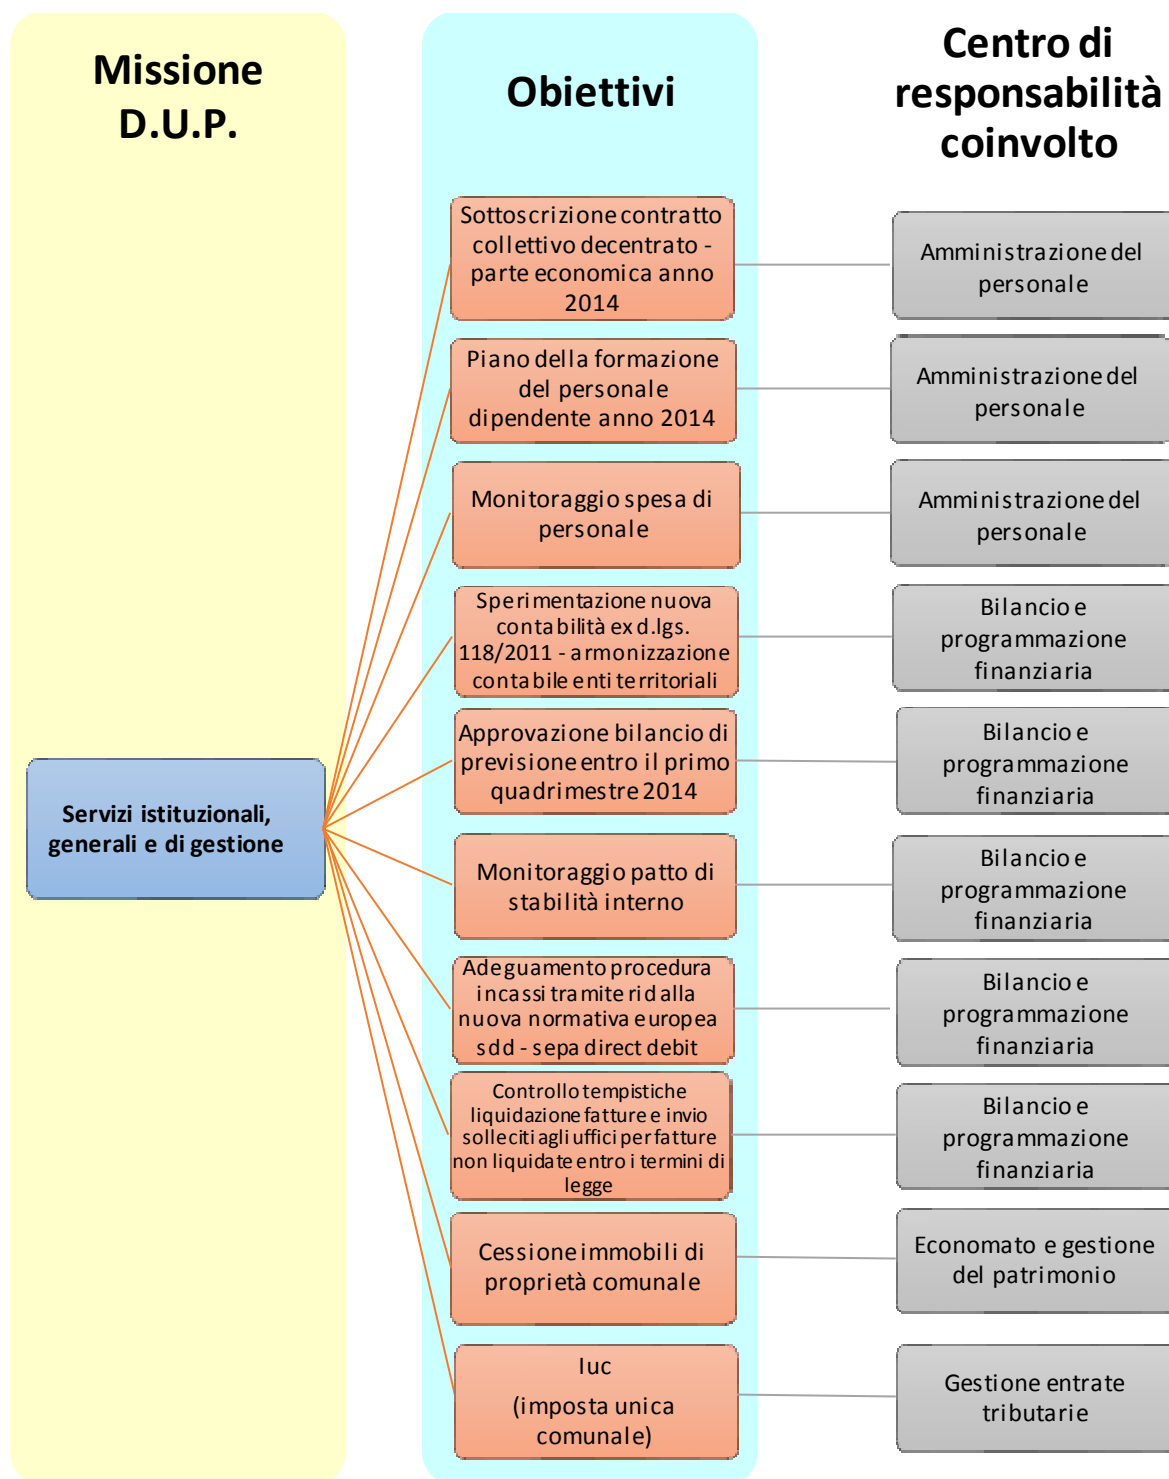 Missione
D.U.P.
Obiettivi
Centro di
responsabilità
coinvolto
Servizi istituzionali,
generali e di gestione
Sottoscrizione contratto
collettivo decentrato -
parte economica anno
2014
Amministrazione del
personale
Piano della formazione
del personale
dipendente anno 2014
Amministrazione del
personale
Monitoraggio spesa di
personale
Amministrazione del
personale
Sperimentazione nuova
contabilità ex d.lgs.
118/2011 - armonizzazione
contabile enti territoriali
Bilancio e
programmazione
finanziaria
Approvazione bilancio di
previsione entro il primo
quadrimestre 2014
Bilancio e
programmazione
finanziaria
Monitoraggio patto di
stabilità interno
Bilancio e
programmazione
finanziaria
Adeguamento procedura
incassi tramite rid alla
nuova normativa europea
sdd - sepa direct debit
Bilancio e
programmazione
finanziaria
Controllo tempistiche
liquidazione fatture e invio
solleciti agli uffici per fatture
non liquidate entro i termini di
legge
Bilancio e
programmazione
finanziaria
Cessione immobili di
proprietà comunale
Economato e gestione
del patrimonio
Iuc
(imposta unica
comunale)
Gestione entrate
tributarie